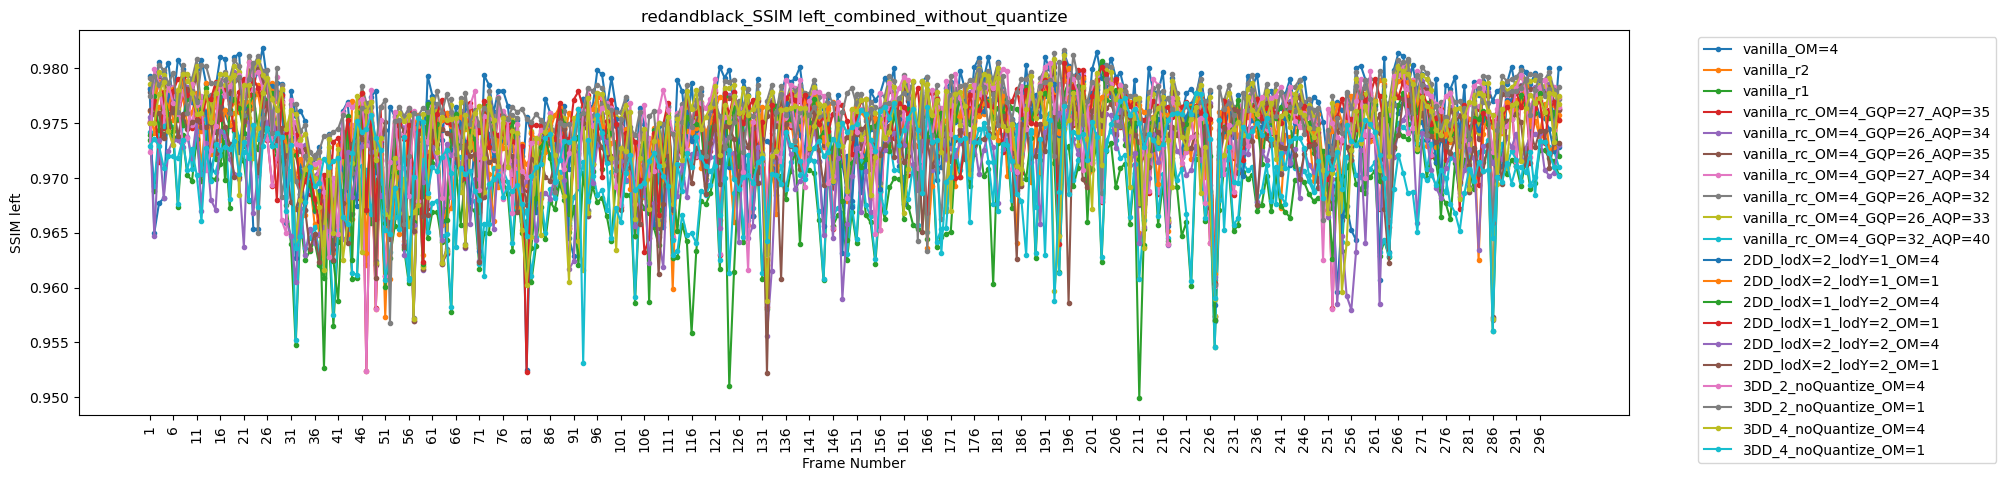 redandblack_SSIM left_combined_without_quantize
SSIM left
0.980
0.975
0.970
0.965
0.960
0.955
0.950
1
6
11
16
21
26
31
36
41
46
51
56
61
66
71
76
81
86
91
96
101
106
111
116
121
126
131
136
141
146
151
156
161
166
171
176
181
186
191
196
201
206
211
216
221
226
231
236
241
246
251
256
261
266
271
276
281
286
291
296
Frame Number
vanilla_OM=4
vanilla_r2
vanilla_r1
vanilla_rc_OM=4_GQP=27_AQP=35
vanilla_rc_OM=4_GQP=26_AQP=34
vanilla_rc_OM=4_GQP=26_AQP=35
vanilla_rc_OM=4_GQP=27_AQP=34
vanilla_rc_OM=4_GQP=26_AQP=32
vanilla_rc_OM=4_GQP=26_AQP=33
vanilla_rc_OM=4_GQP=32_AQP=40
2DD_lodX=2_lodY=1_OM=4
2DD_lodX=2_lodY=1_OM=1
2DD_lodX=1_lodY=2_OM=4
2DD_lodX=1_lodY=2_OM=1
2DD_lodX=2_lodY=2_OM=4
2DD_lodX=2_lodY=2_OM=1
3DD_2_noQuantize_OM=4
3DD_2_noQuantize_OM=1
3DD_4_noQuantize_OM=4
3DD_4_noQuantize_OM=1